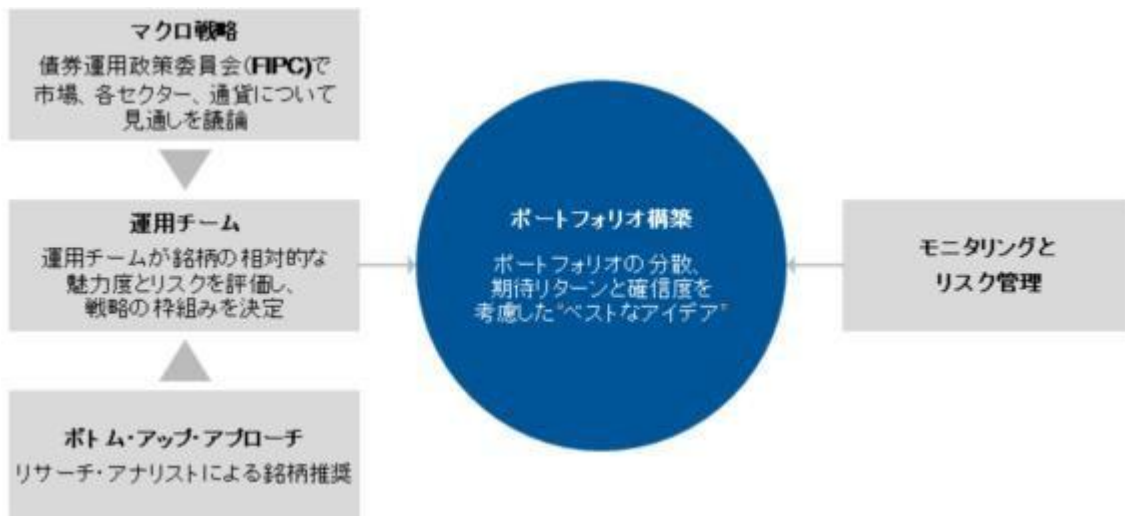 マクロ戦略
債券運用政策委員会(FIPC)で
市場、各セクター、通貨について
見通しを議論
運用チーム
運用チームが銘柄の相対的な
魅力度とリスクを評価し、
戦略の枠組みを決定
ボトム・アップ・アプローチ
リサーチ・アナリストによる銘柄推奨
ポートフォリオ構築
ポートフォリオの分散、
期待リターンと確信度を
考慮した"ベストなアイデア"
モニタリングと
リスク管理